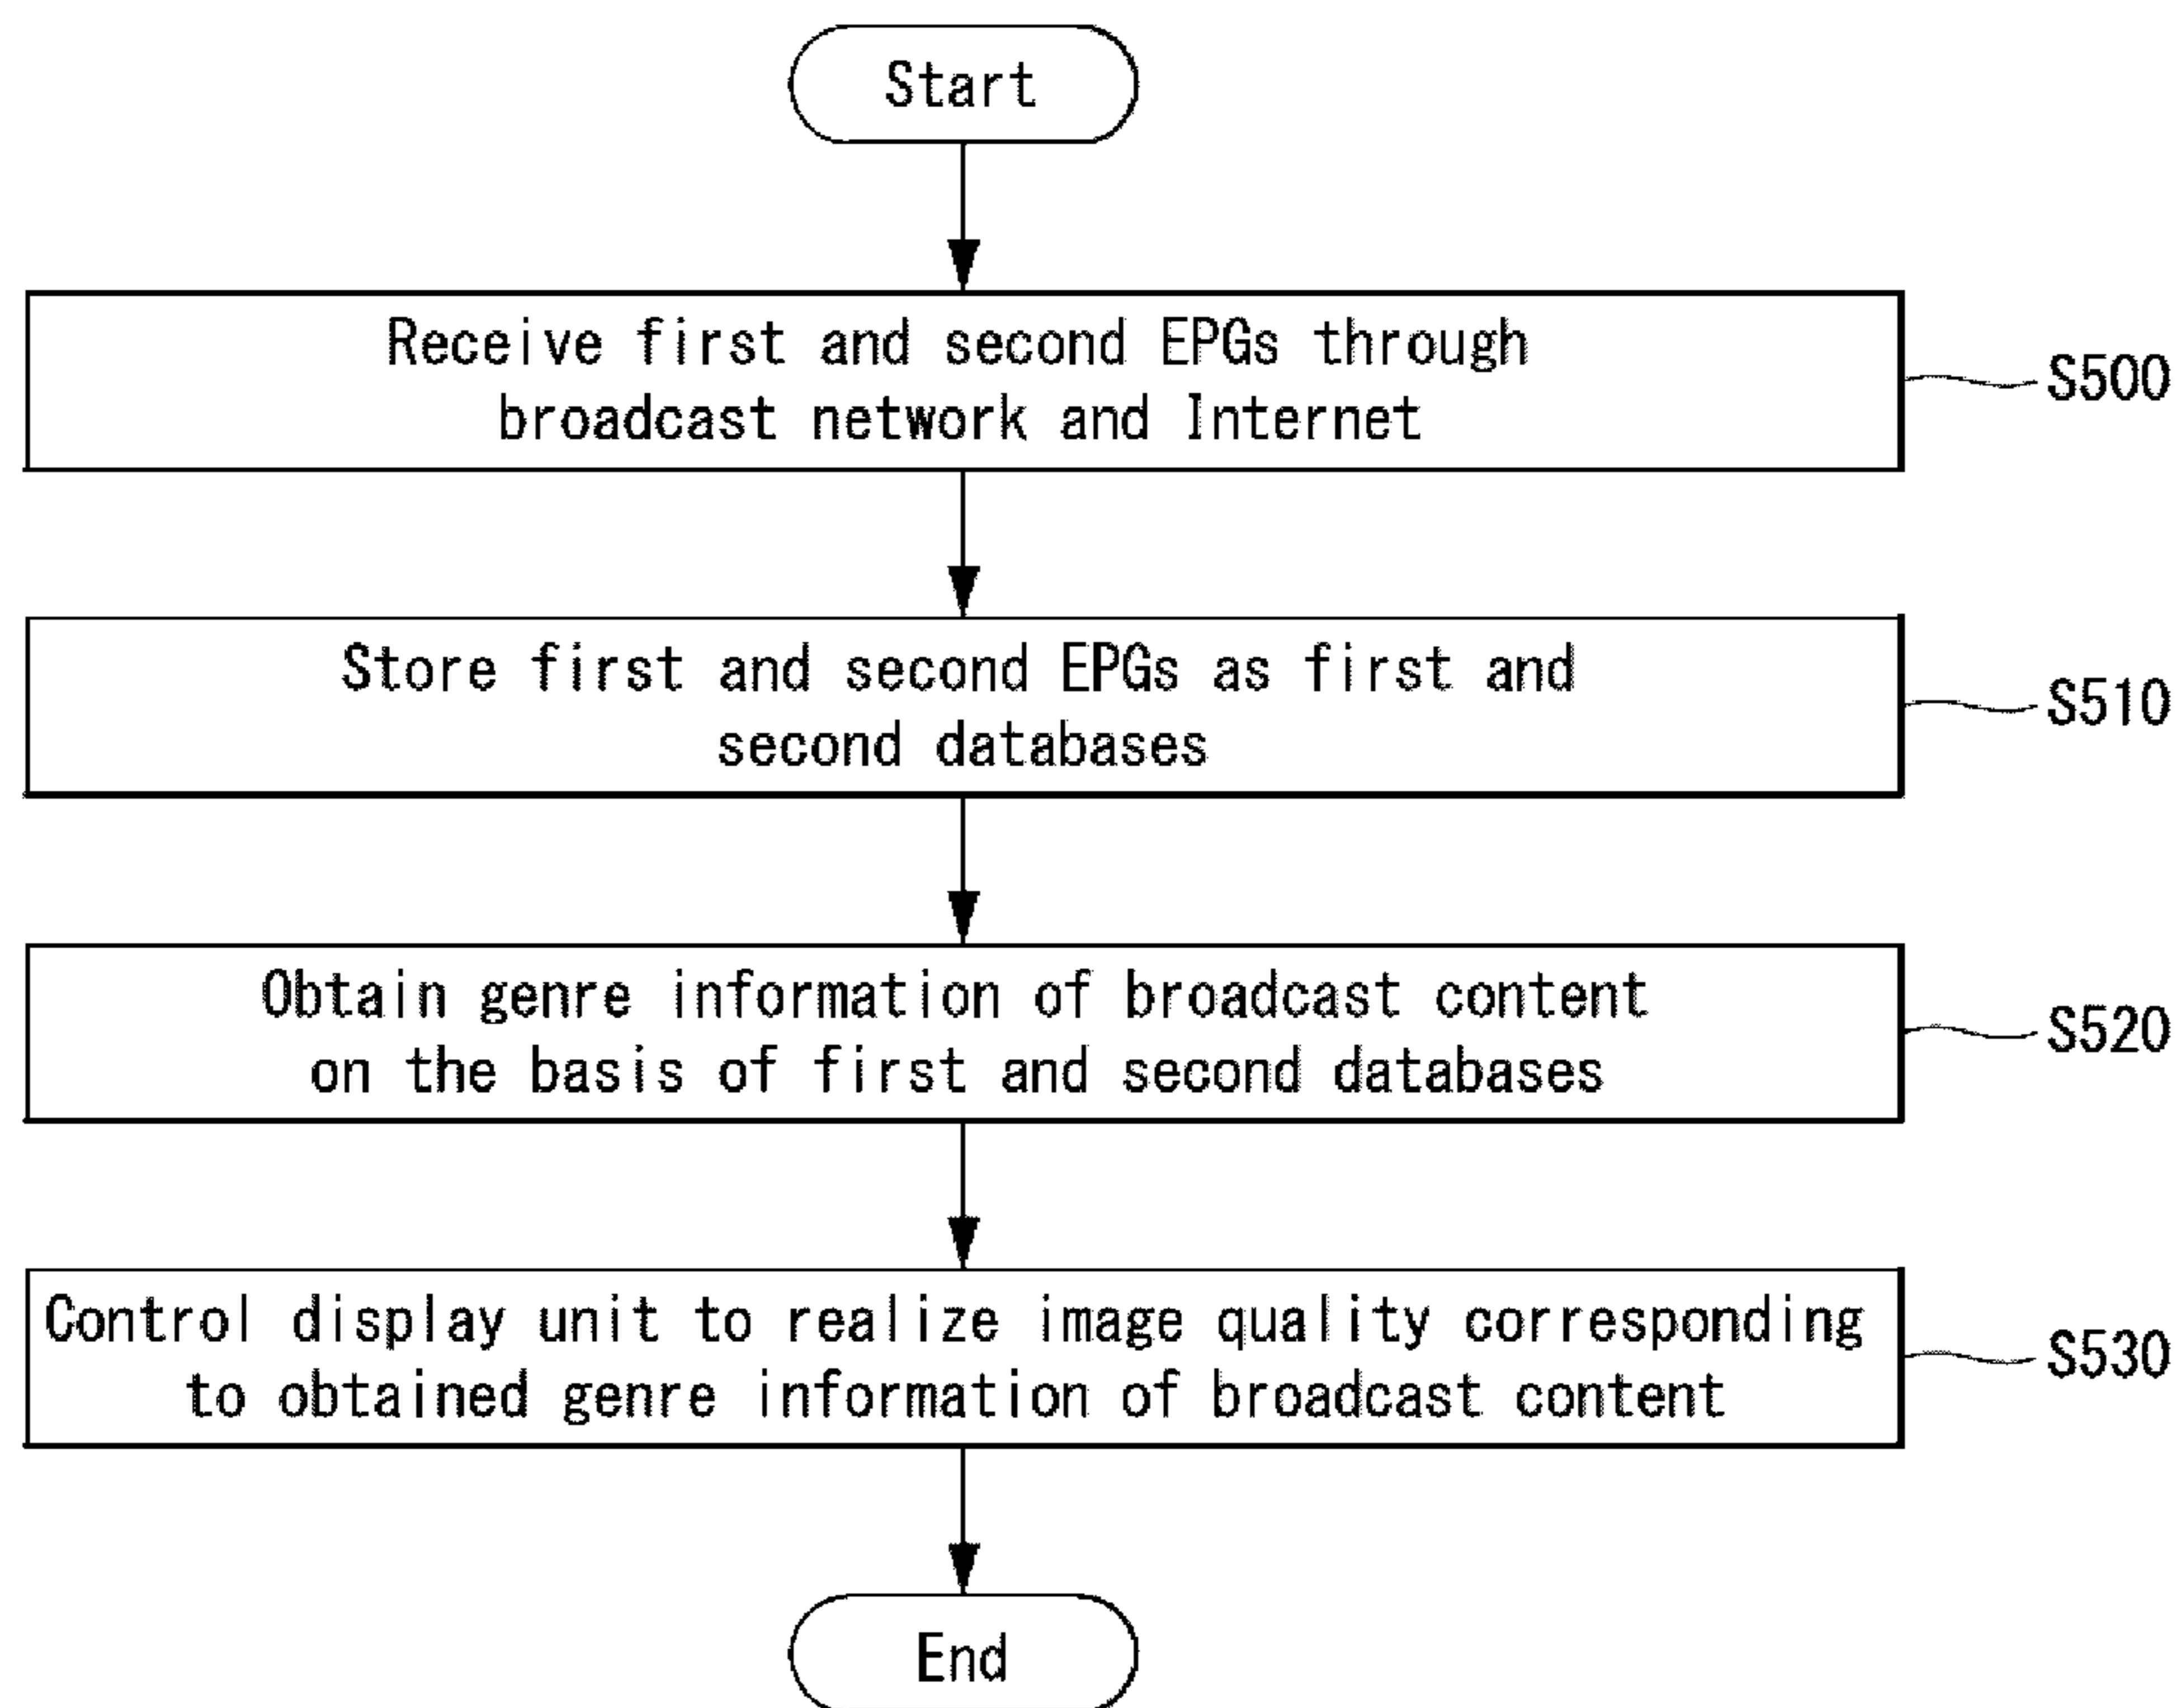 Start
Receive first and second EPGs through
broadcast network and Internet
S500
Store first and second EPGs as first and
second databases
S510
Obtain genre information of broadcast content
on the basis of first and second databases
S520
Control display unit to realize image quality corresponding
to obtained genre information of broadcast content
S530
End